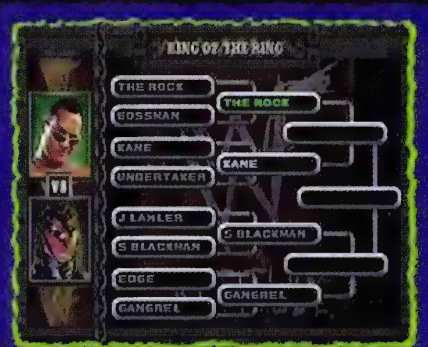 KING OF THE RING
THE ROCK
THE ROCK
BOSSMAN
KANE
KANE
UNDERTAKER
VS
J LAWLER
S BLACKMAN
S BLACKMAN
EDGE
GANGREL
GANGREL